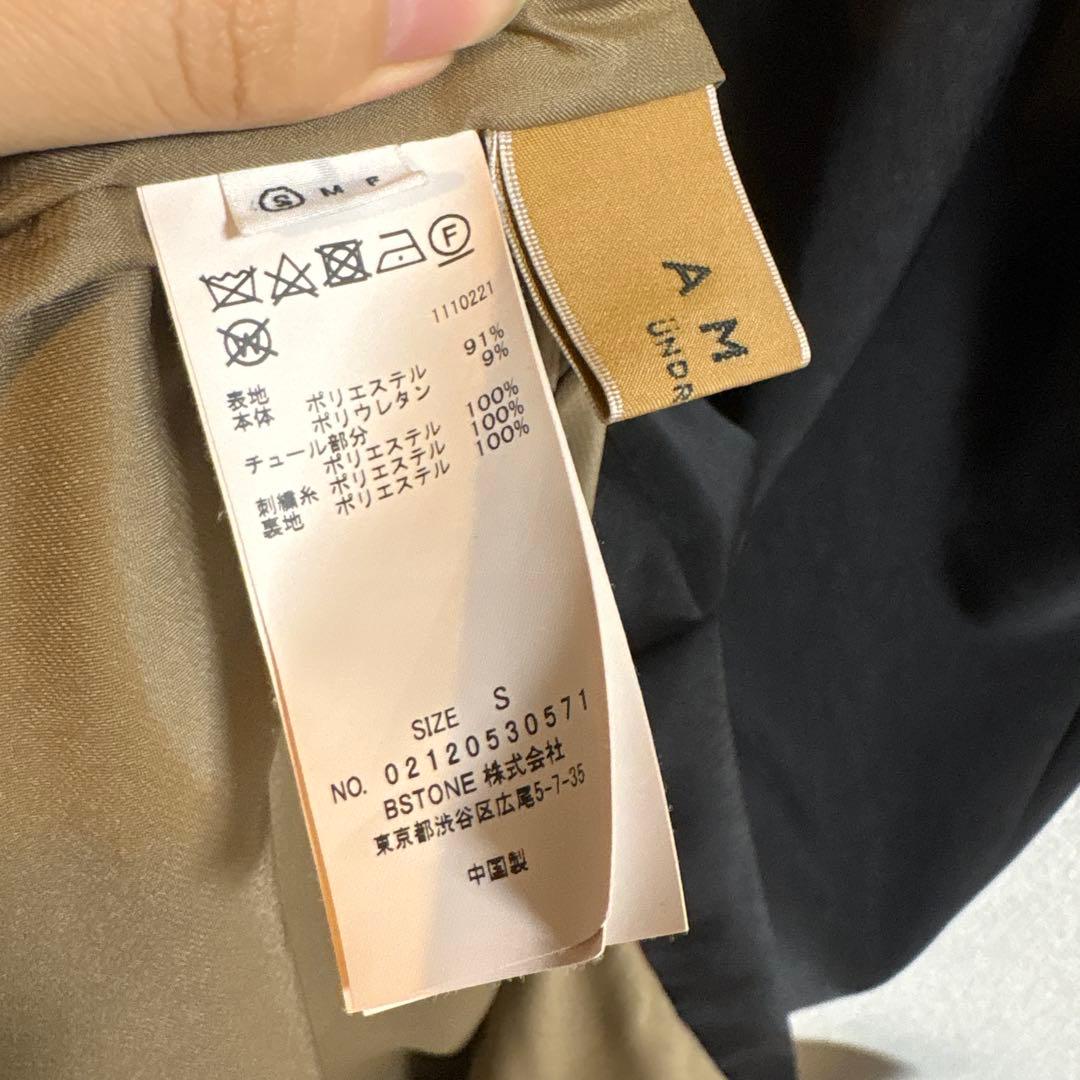 S M F
F
W
1110221
表地
本体 ポリエステル 91%
ポリウレタン 9%
チュール部分
ポリエステル 100%
刺繍糸 ポリエステル 100%
裏地 ポリエステル 100%
SIZE S
NO. 02120530571
BSTONE 株式会社
東京都渋谷区広尾5-7-35
中国製
AM
UNDR